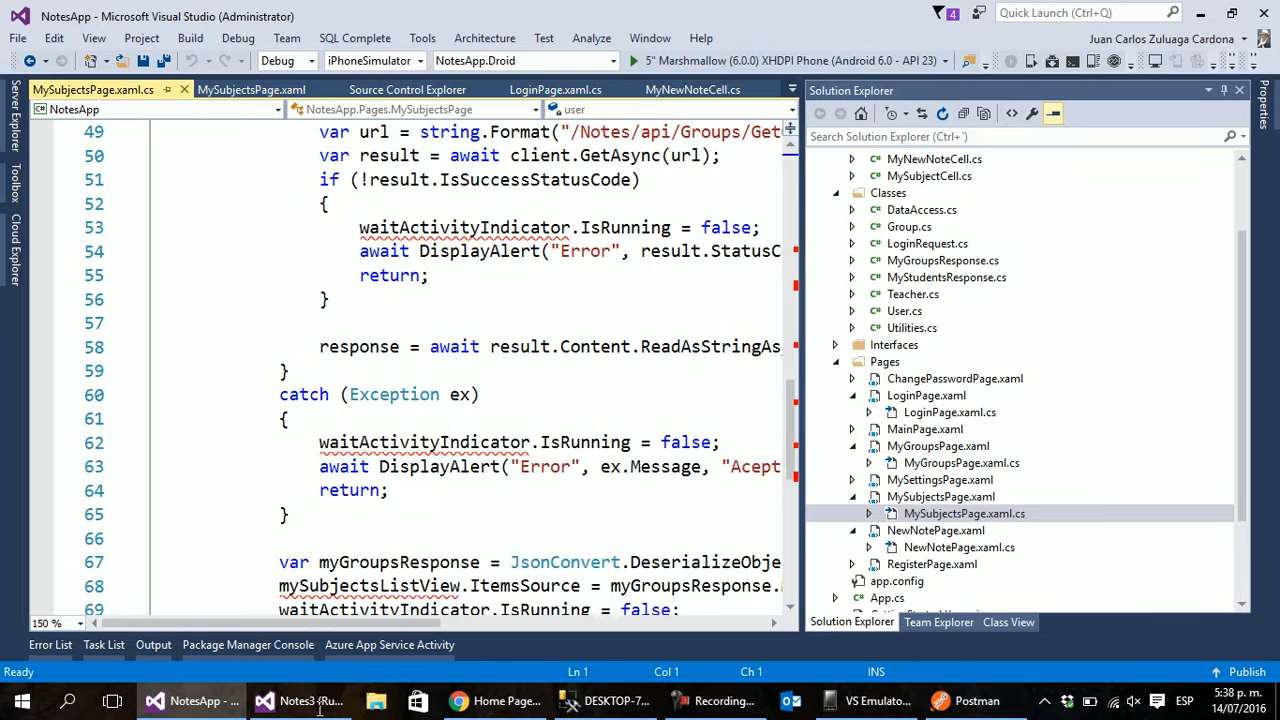 NotesApp - Microsoft Visual Studio (Administrator)
4
Quick Launch (Ctrl+Q)
File Edit View Project Build Debug Team SQL Complete Tools Architecture Test Analyze Window Help
Juan Carlos Zuluaga Cardona
Debug iPhoneSimulator NotesApp.Droid 5" Marshmallow (6.0.0) XHDPI Phone (Android 6.0 - API 23)
MySubjectsPage.xaml.cs MySubjectsPage.xaml Source Control Explorer LoginPage.xaml.cs MyNewNoteCell.cs
NotesApp NotesApp.Pages.MySubjectsPage user
Server Explorer
Toolbox
Cloud Explorer
49 var url = string.Format("/Notes/api/Groups/Get
50 var result = await client.GetAsync(url);
51 if (!result.IsSuccessStatusCode)
52 {
53 waitActivityIndicator.IsRunning = false;
54 await DisplayAlert("Error", result.StatusC
55 return;
56 }
57
58 response = await result.Content.ReadAsStringAs
59 }
60 catch (Exception ex)
61 {
62 waitActivityIndicator.IsRunning = false;
63 await DisplayAlert("Error", ex.Message, "Acept
64 return;
65 }
66
67 var myGroupsResponse = JsonConvert.DeserializeObje
68 mySubjectsListView.ItemsSource = myGroupsResponse.
69 waitActivityIndicator.IsRunning = false;
150 %
Solution Explorer
Search Solution Explorer (Ctrl+´)
MyNewNoteCell.cs
MySubjectCell.cs
Classes
DataAccess.cs
Group.cs
LoginRequest.cs
MyGroupsResponse.cs
MyStudentsResponse.cs
Teacher.cs
User.cs
Utilities.cs
Interfaces
Pages
ChangePasswordPage.xaml
LoginPage.xaml
LoginPage.xaml.cs
MainPage.xaml
MyGroupsPage.xaml
MyGroupsPage.xaml.cs
MySettingsPage.xaml
MySubjectsPage.xaml
MySubjectsPage.xaml.cs
NewNotePage.xaml
NewNotePage.xaml.cs
RegisterPage.xaml
app.config
App.cs
Solution Explorer Team Explorer Class View
Properties
Error List Task List Output Package Manager Console Azure App Service Activity
Ready Ln 1 Col 1 Ch 1 INS Publish
NotesApp - ... Notes3 (Ru... Home Page... DESKTOP-7... Recording... VS Emulato... Postman
ESP
5:38 p. m.
14/07/2016